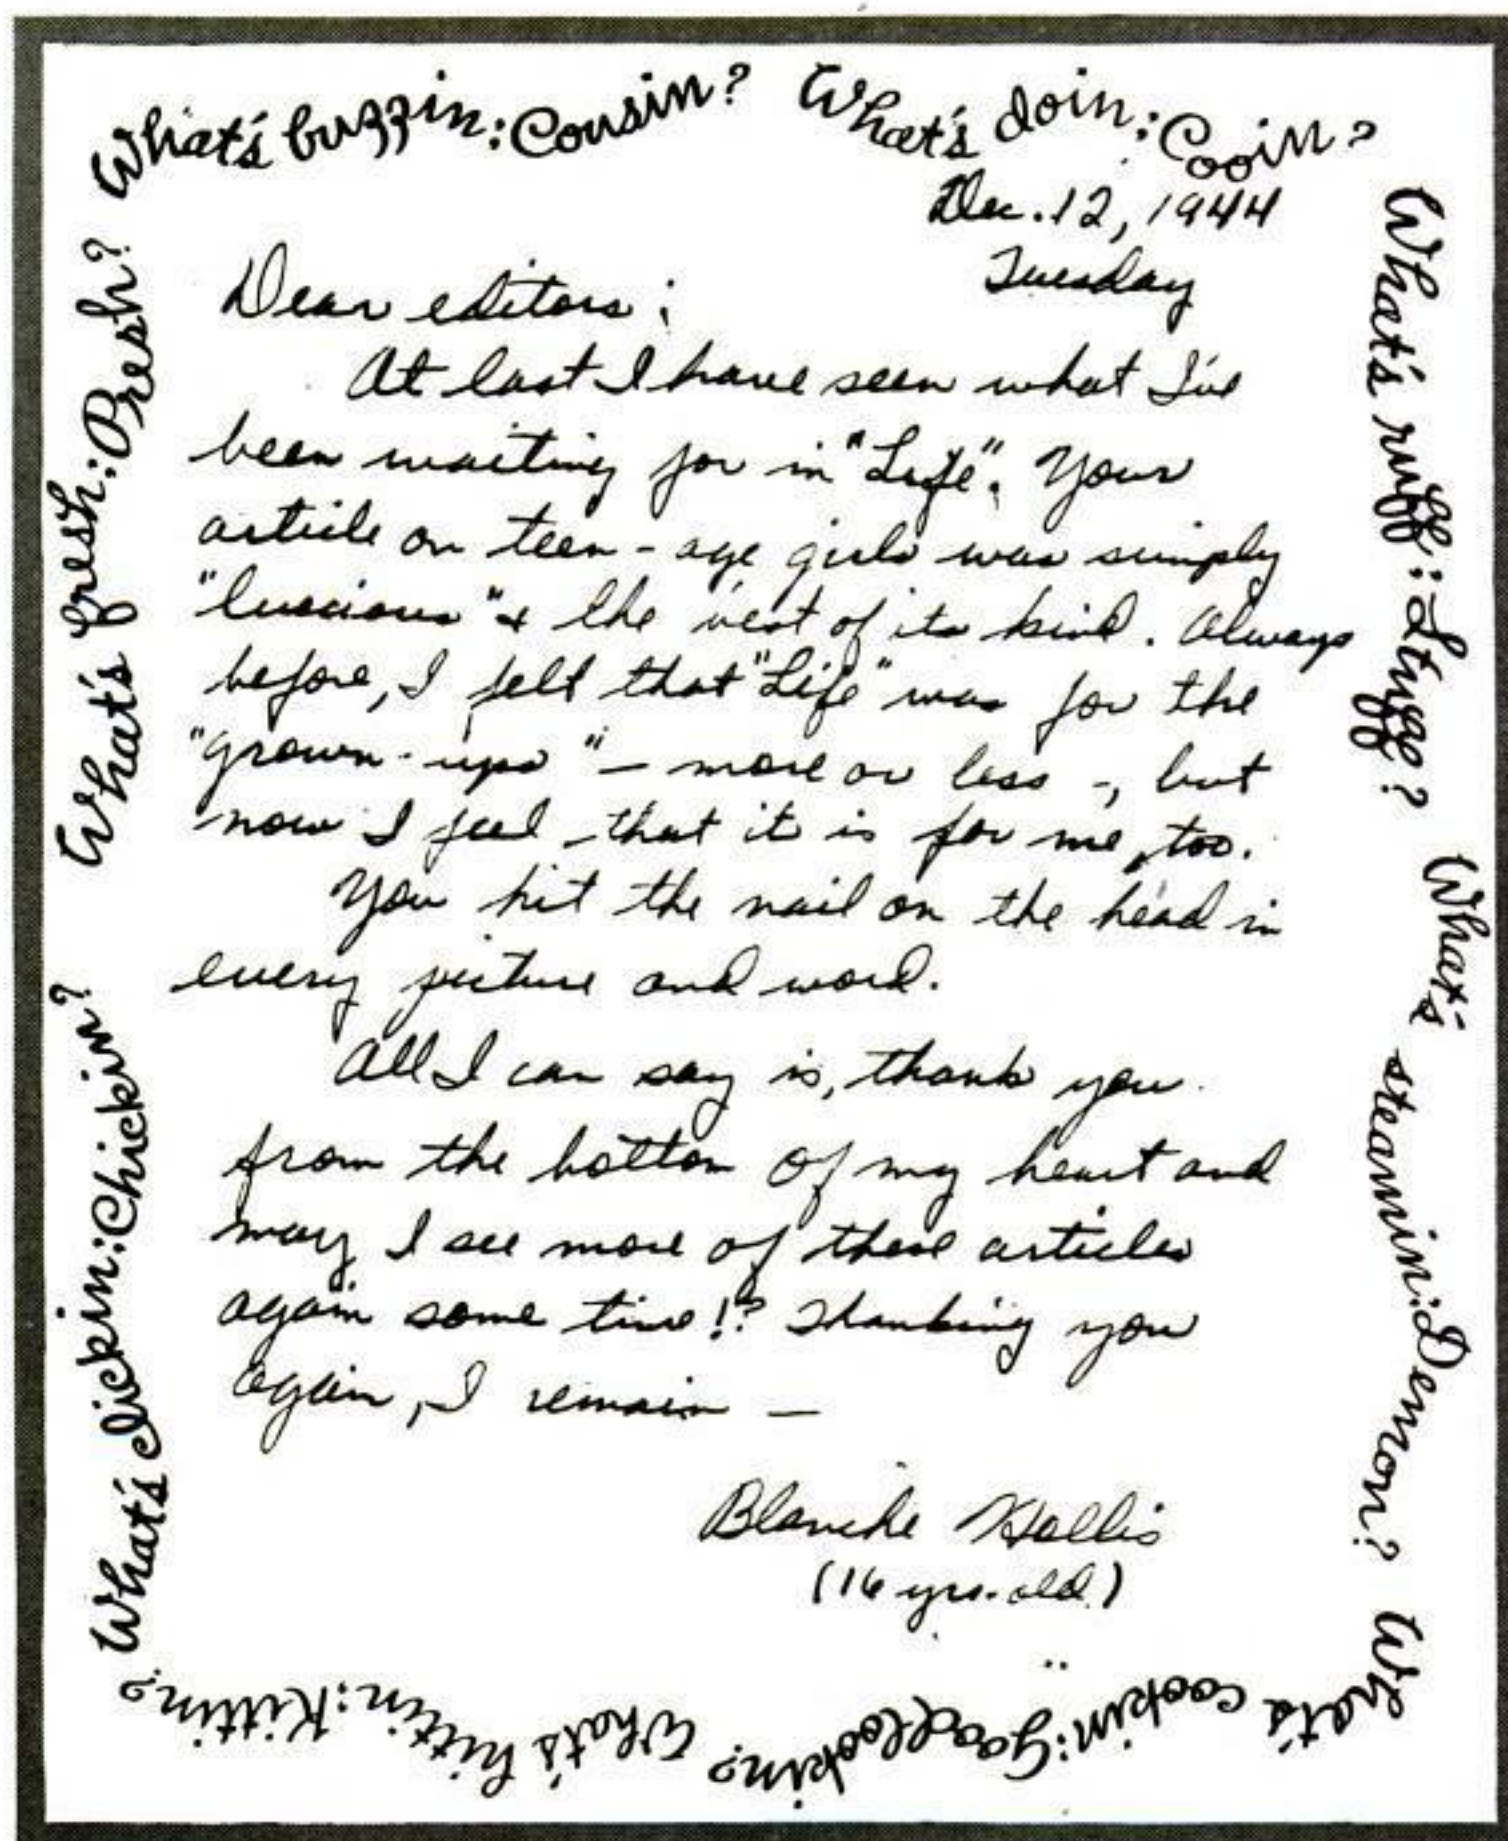 What's buzzin: Cousin? What's doin: Cooin?
Dec. 12, 1944
Tuesday
Dear editors;
At last I have seen what I've
been waiting for in "Life". Your
article on teen-age girls was simply
"luscious" & the best of its kind. Always
before, I felt that "Life" was for the
"grown-ups" – more or less –, but
now I feel that it is for me, too.
You hit the nail on the head in
every picture and word.
All I can say is, thank you
from the bottom of my heart and
may I see more of these articles
again some time!? Thanking you
again, I remain —
Blanche Hollis
(16 yrs. old.)
What's ruff: Stuff?
What's steamin: Demon?
What's cookin: Goodlookin?
What's hittin: Kittin?
What's clickin: Chickin?
What's fresh: Presh?